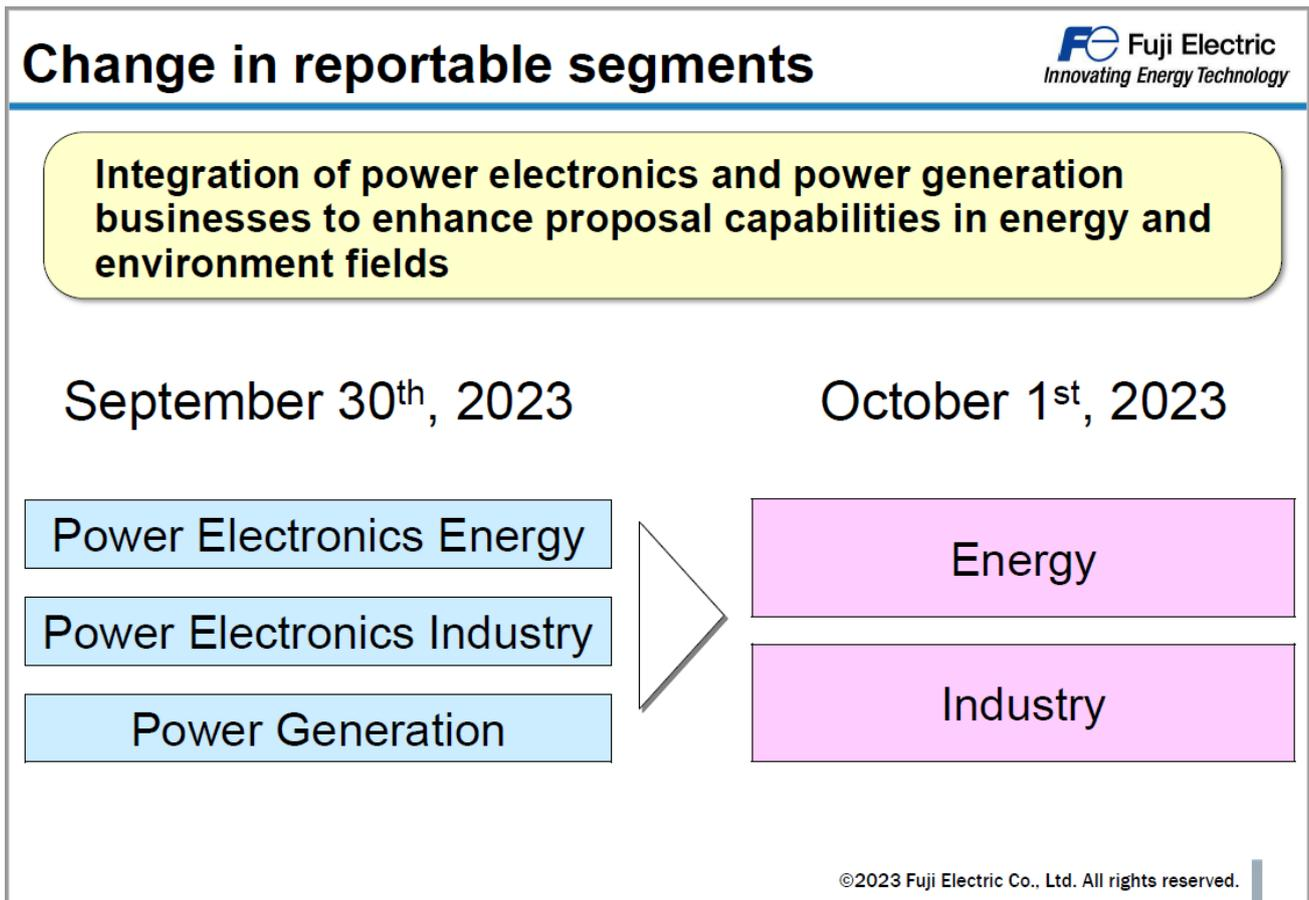 Change in reportable segments
Fe Fuji Electric
Innovating Energy Technology
Integration of power electronics and power generation
businesses to enhance proposal capabilities in energy and
environment fields
September 30th, 2023
October 1st, 2023
Power Electronics Energy
Power Electronics Industry
Power Generation
Energy
Industry
©2023 Fuji Electric Co., Ltd. All rights reserved.